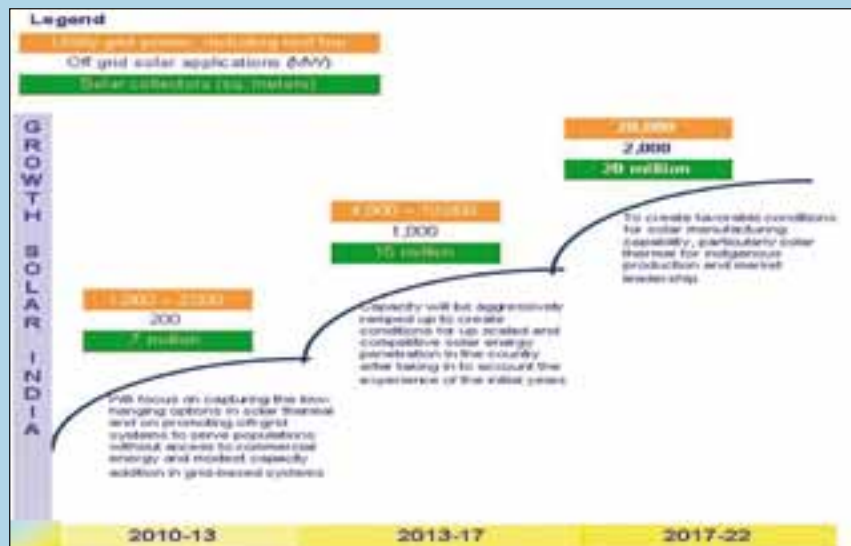 Legend
Utility grid power, including roof top
Off grid solar applications (MW)
Solar collectors (sq. meters)
GROWTH SOLAR INDIA
20,000
2,000
20 million
4,000 – 10,000
1,000
15 million
1,000 – 2,000
200
7 million
To create favorable conditions
for solar manufacturing
capability, particularly solar
thermal for indigenous
production and market
leadership
Capacity will be aggressively
ramped up to create
conditions for up scaled and
competitive solar energy
penetration in the country
after taking in to account the
experience of the initial years
Will focus on capturing the low-
hanging options in solar thermal
and on promoting off-grid
systems to serve populations
without access to commercial
energy and modest capacity
addition in grid-based systems
2010-13
2013-17
2017-22